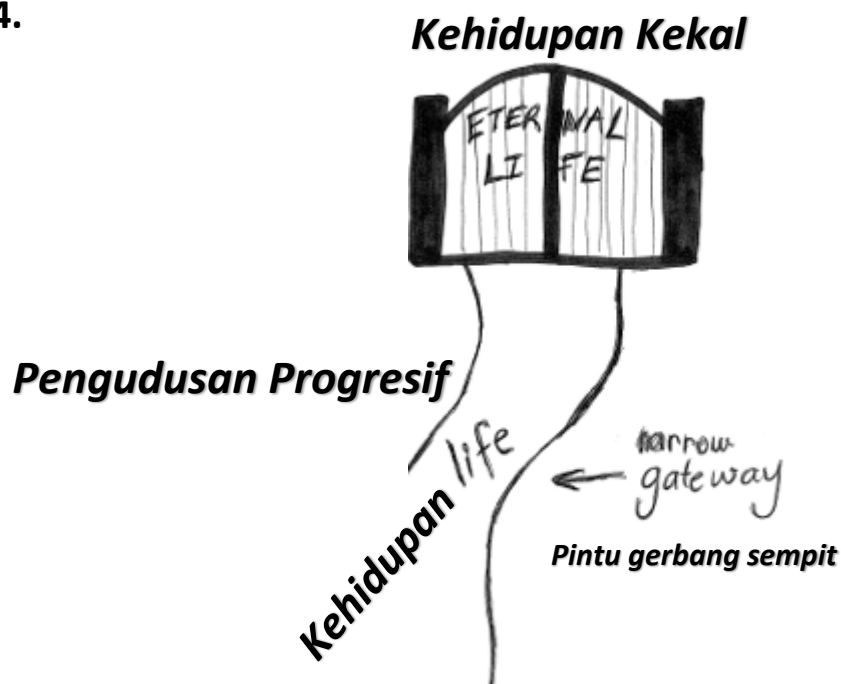 4.
Kehidupan Kekal
ETERNAL
LIFE
Pengudusan Progresif
life
Kehidupan
narrow
gateway
Pintu gerbang sempit